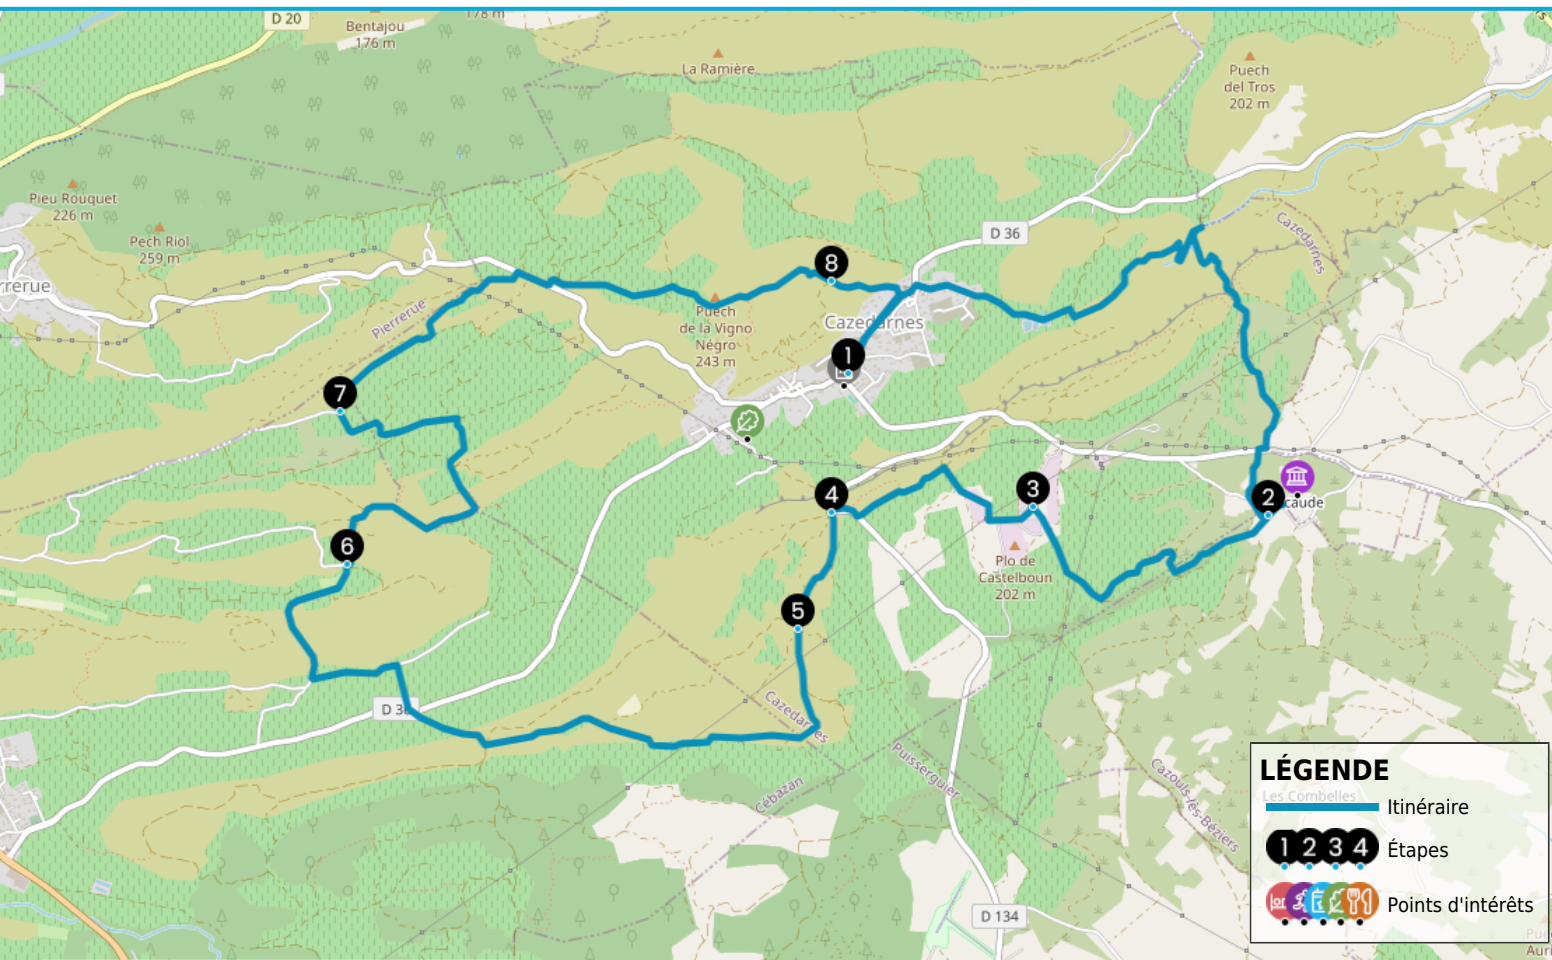 D 20
Bentajou
176 m
178 m
La Ramière
Puech
del Tros
202 m
Pieu Rouquet
226 m
Pech Riol
259 m
D 36
Cazedarnes
rrerue
Pierrerue
8
Puech
de la Vigno
Négro
243 m
Cazedarnes
1
7
4
3
2
caude
6
Plo de
Castelboun
202 m
5
D 36
Cazedarnes
Puisserguier
Cébazan
Cazouls-lès-Béziers
D 134
LÉGENDE
Les Combelles
Itinéraire
1 2 3 4
Étapes
Points d'intérêts